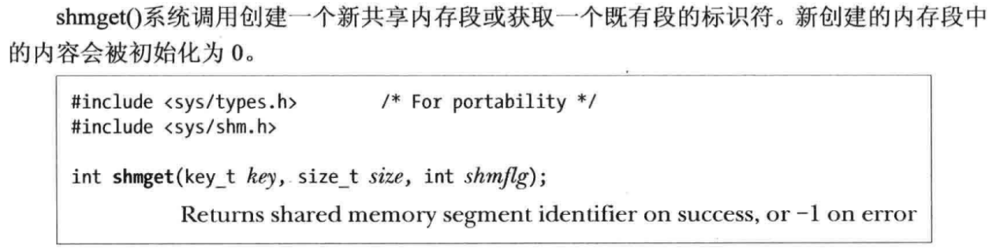 shmget()系统调用创建一个新共享内存段或获取一个既有段的标识符。新创建的内存段中
的内容会被初始化为 0。
#include <sys/types.h> /* For portability */
#include <sys/shm.h>
int shmget(key_t key, size_t size, int shmflg);
Returns shared memory segment identifier on success, or −1 on error